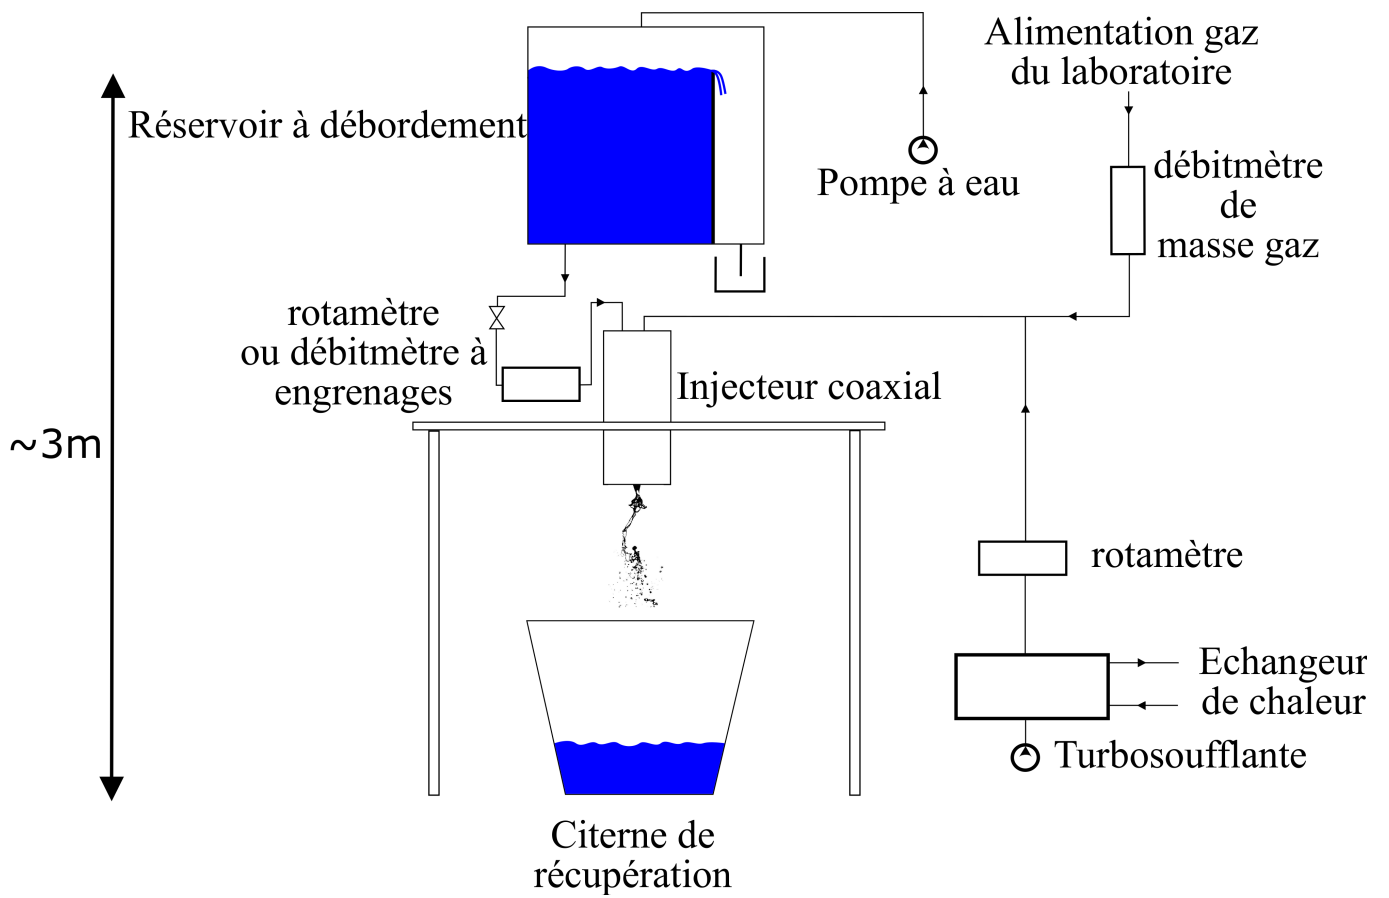 Alimentation gaz
du laboratoire
Réservoir à débordement
Pompe à eau
débitmètre
de
masse gaz
rotamètre
ou débitmètre à
engrenages
Injecteur coaxial
~3m
rotamètre
Echangeur
de chaleur
Turbosoufflante
Citerne de
récupération